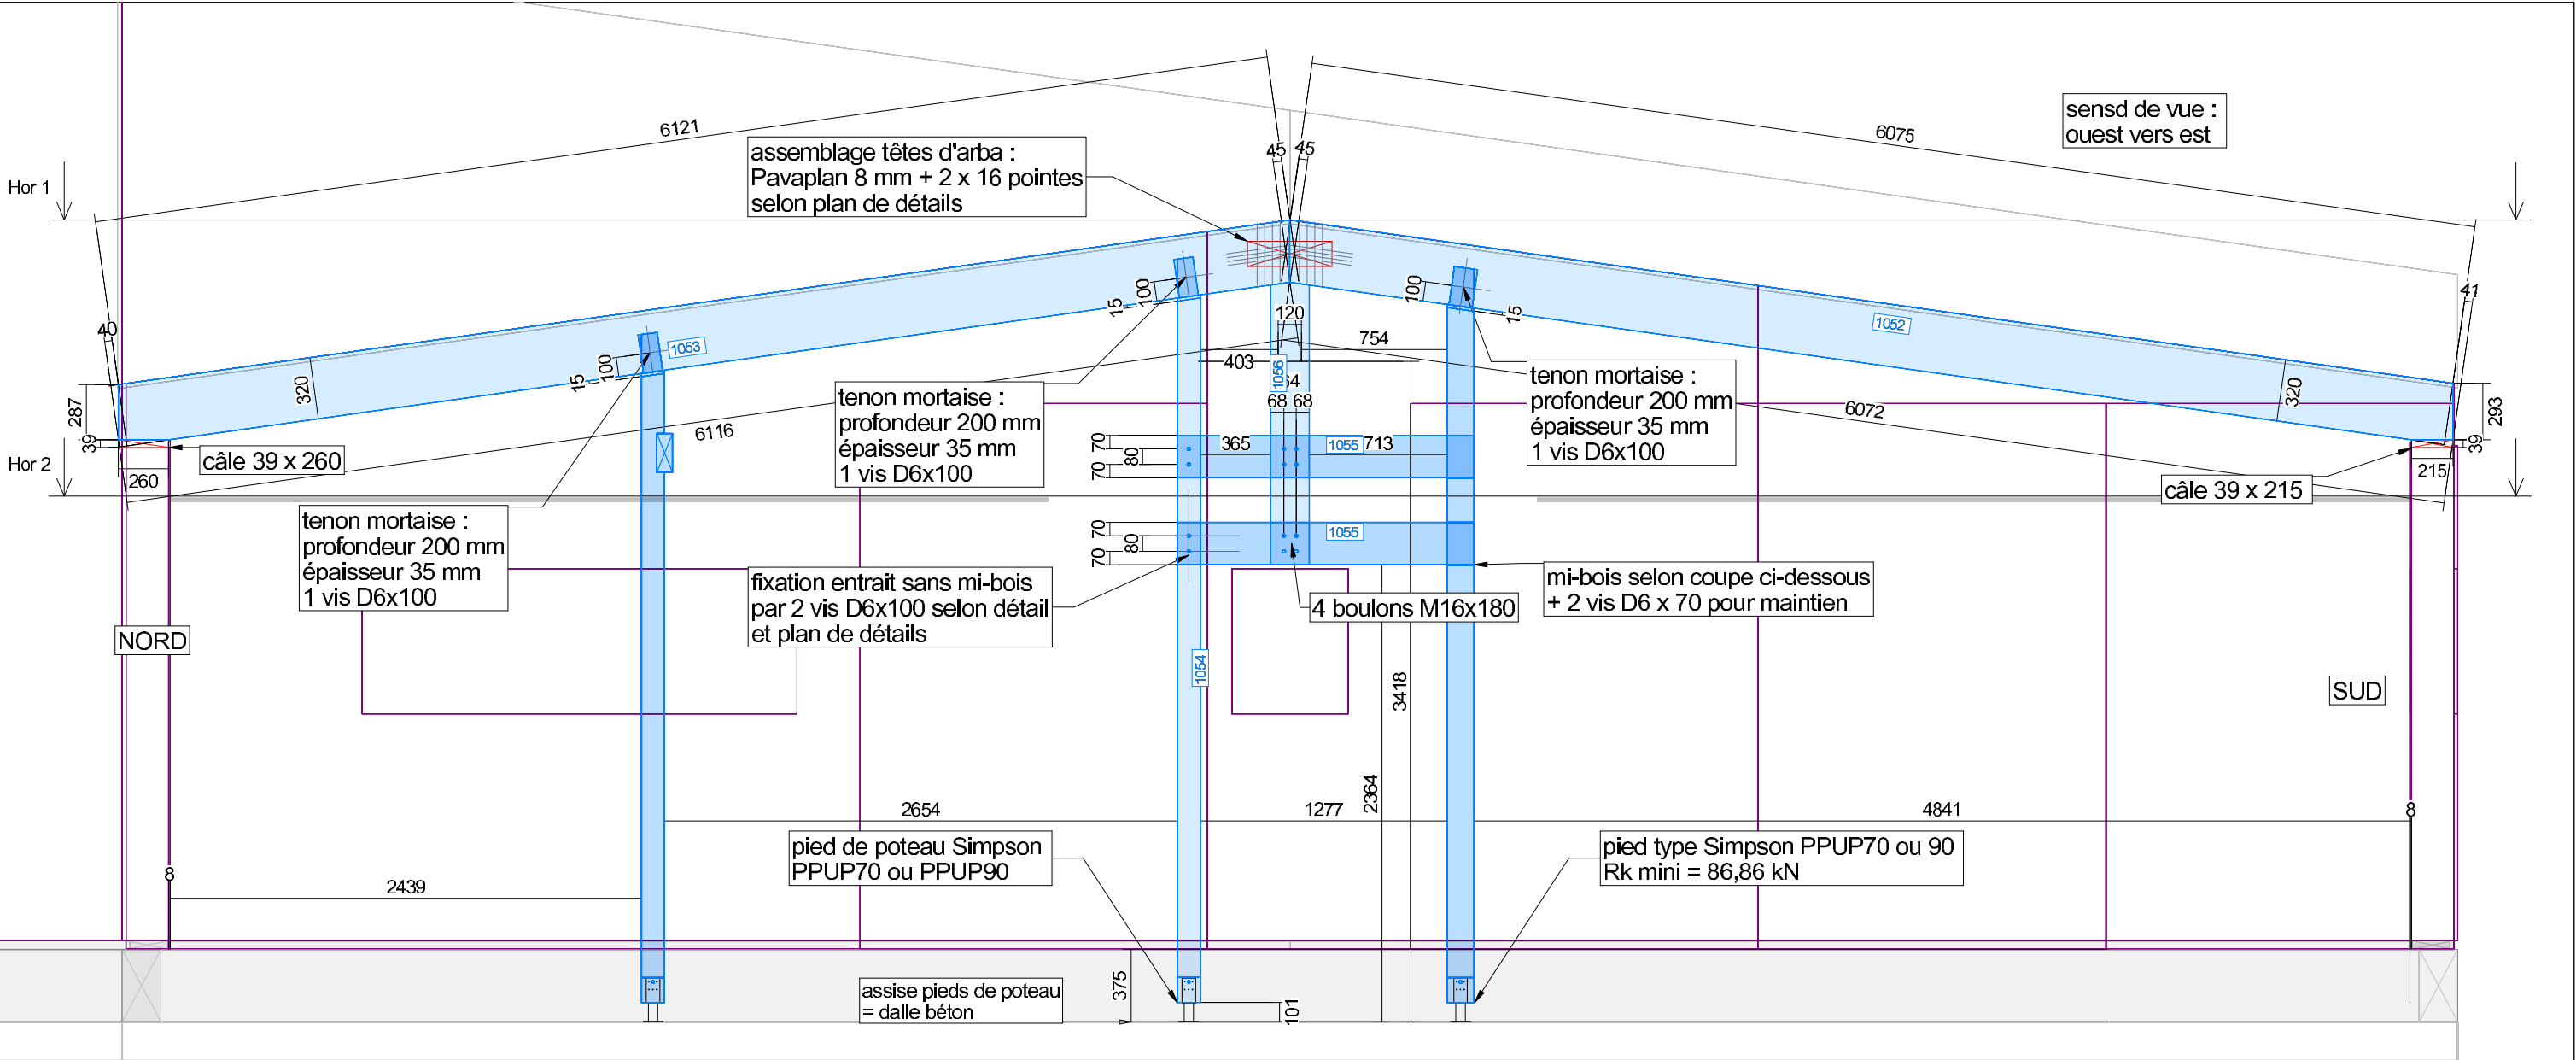 6121
6075
sensd de vue :
ouest vers est
assemblage têtes d'arba :
Pavaplan 8 mm + 2 x 16 pointes
selon plan de détails
45
45
Hor 1
40
41
1053
1052
100
15
100
15
100
15
320
320
287
39
293
39
120
754
403
1056
68
68
tenon mortaise :
profondeur 200 mm
épaisseur 35 mm
1 vis D6x100
tenon mortaise :
profondeur 200 mm
épaisseur 35 mm
1 vis D6x100
6116
6072
365
1055
713
70
80
70
câle 39 x 260
Hor 2
260
215
câle 39 x 215
tenon mortaise :
profondeur 200 mm
épaisseur 35 mm
1 vis D6x100
70
80
70
1055
fixation entrait sans mi-bois
par 2 vis D6x100 selon détail
et plan de détails
4 boulons M16x180
mi-bois selon coupe ci-dessous
+ 2 vis D6 x 70 pour maintien
NORD
1054
3418
SUD
2364
2654
1277
4841
8
8
2439
pied de poteau Simpson
PPUP70 ou PPUP90
pied type Simpson PPUP70 ou 90
Rk mini = 86,86 kN
assise pieds de poteau
= dalle béton
375
101